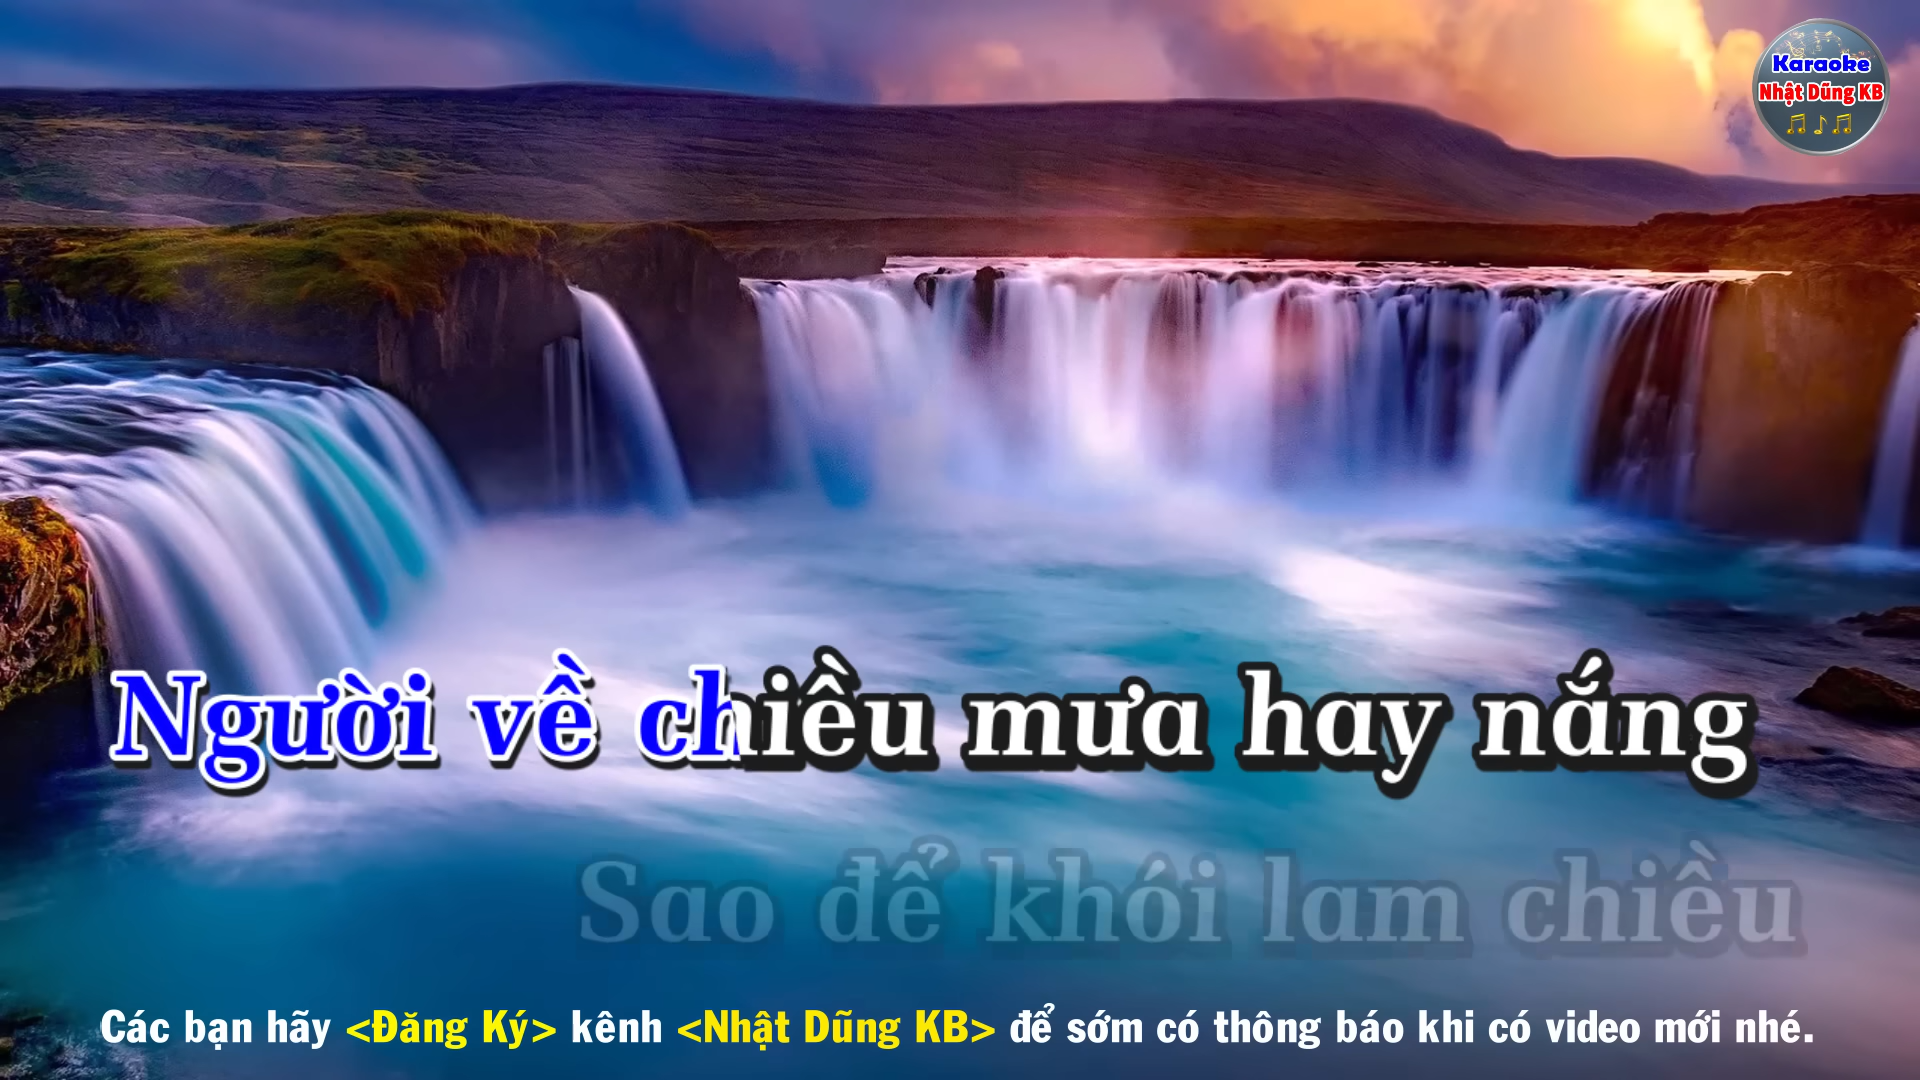 Karaoke
Nhật Dũng KB
Người về chiều mưa hay nắng
Sao để khói lam chiều
Các bạn hãy <Đăng Ký> kênh <Nhật Dũng KB> để sớm có thông báo khi có video mới nhé.